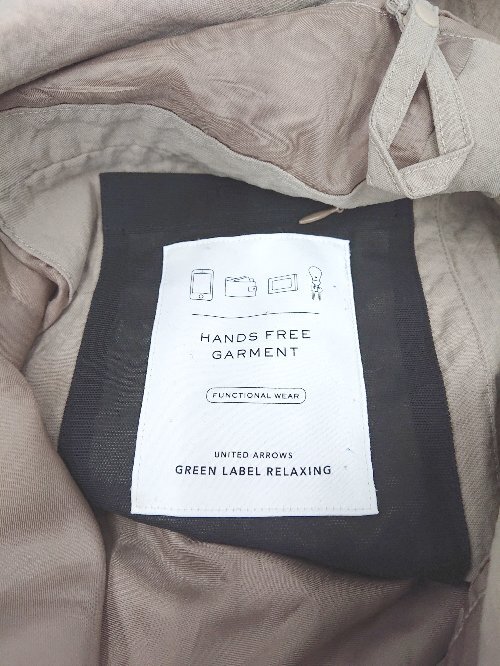 HANDS FREE
GARMENT
FUNCTIONAL WEAR
UNITED ARROWS
GREEN LABEL RELAXING